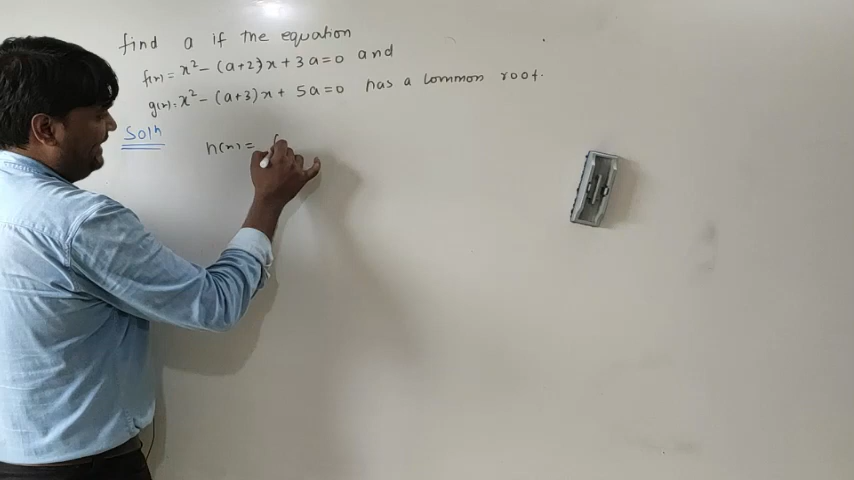 find a if the equation
f(x) = x² - (a+2)x + 3a = 0 and
g(x) = x² - (a+3)x + 5a = 0 has a common root.
Solⁿ
h(x) = f